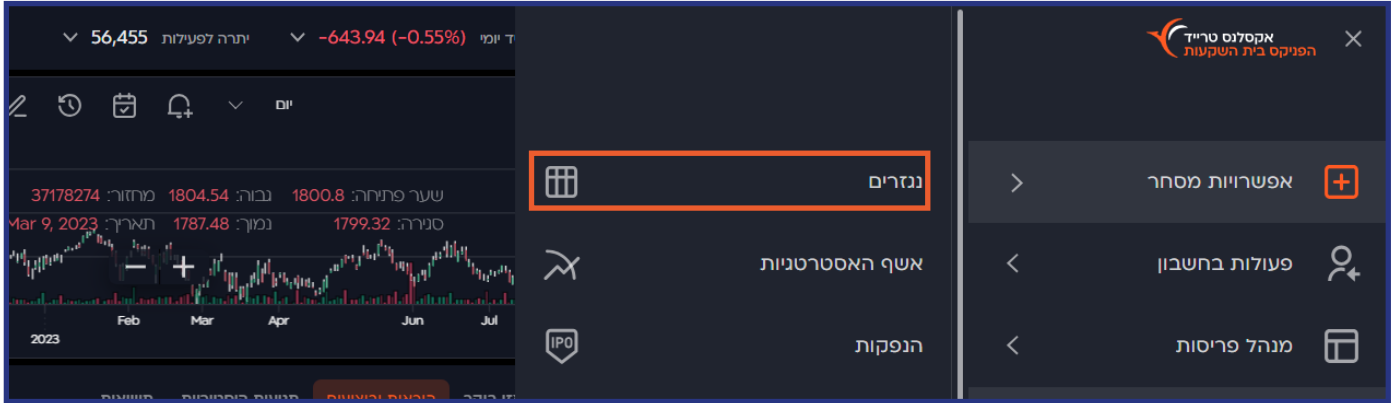 אקסלנס טרייד
הפניקס בית השקעות
אפשרויות מסחר
פעולות בחשבון
מנהל פריסות
נגזרים
אשף האסטרטגיות
הנפקות
IPO
יומי -643.94 (-0.55%)
יתרה לפעילות 56,455
יום
שער פתיחה: 1800.8 גבוה: 1804.54 מחזור: 37178274
סגירה: 1799.32 נמוך: 1787.48 תאריך: Mar 9, 2023
Feb Mar Apr Jun Jul
2023